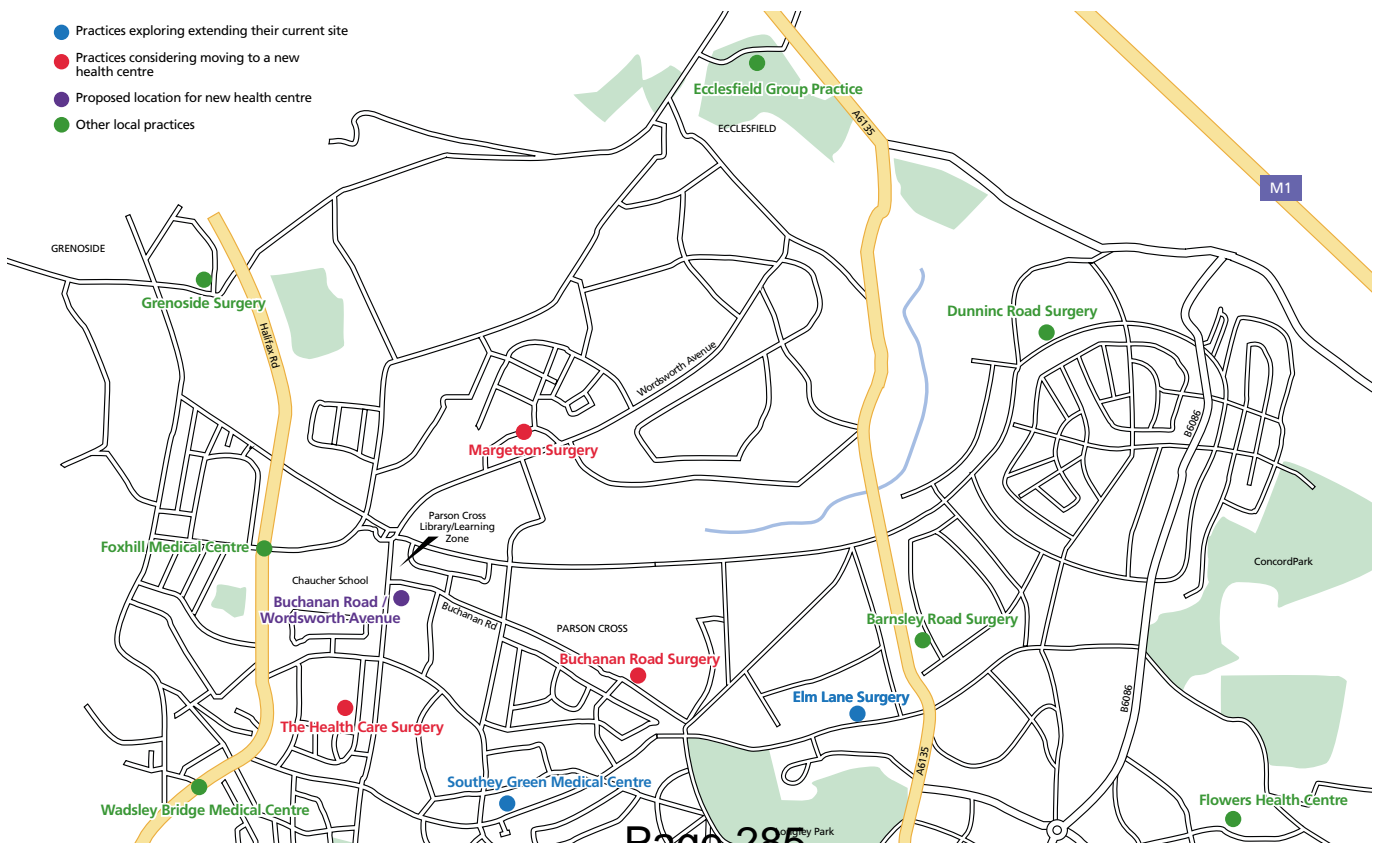 Practices exploring extending their current site
Practices considering moving to a new
health centre
Proposed location for new health centre
Other local practices
Ecclesfield Group Practice
ECCLESFIELD
A6135
M1
GRENOSIDE
Grenoside Surgery
Halifax Rd
Dunninc Road Surgery
Wordsworth Avenue
B6086
Margetson Surgery
Parson Cross
Library/Learning
Zone
Foxhill Medical Centre
Chaucher School
ConcordPark
Buchanan Road /
Wordsworth Avenue
Buchanan Rd
PARSON CROSS
Barnsley Road Surgery
Buchanan Road Surgery
Elm Lane Surgery
B6086
The Health Care Surgery
A6135
Southey Green Medical Centre
Wadsley Bridge Medical Centre
Flowers Health Centre
Page 285
Longley Park